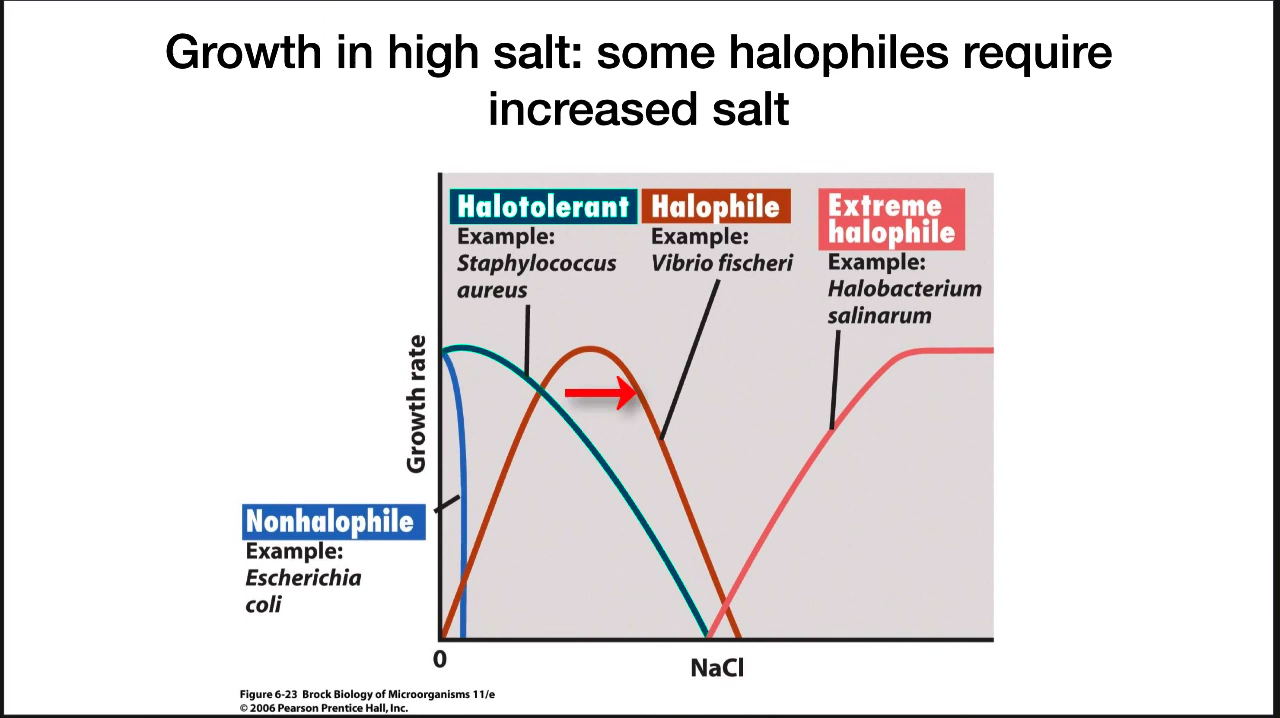 Growth in high salt: some halophiles require
increased salt
Halotolerant
Example:
Staphylococcus
aureus
Halophile
Example:
Vibrio fischeri
Extreme
halophile
Example:
Halobacterium
salinarum
Growth rate
Nonhalophile
Example:
Escherichia
coli
0
NaCl
Figure 6-23 Brock Biology of Microorganisms 11/e
© 2006 Pearson Prentice Hall, Inc.